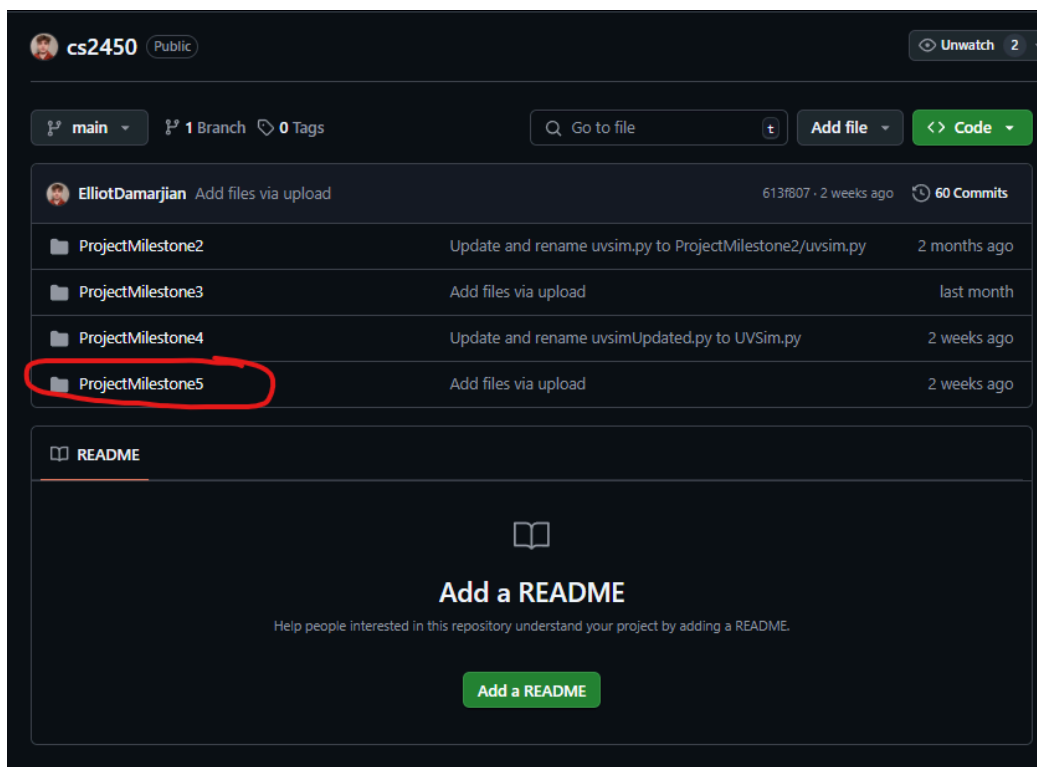 cs2450 Public Unwatch 2
main 1 Branch 0 Tags Go to file t Add file Code
ElliotDamarjian Add files via upload 613f807 · 2 weeks ago 60 Commits
ProjectMilestone2 Update and rename uvsim.py to ProjectMilestone2/uvsim.py 2 months ago
ProjectMilestone3 Add files via upload last month
ProjectMilestone4 Update and rename uvsimUpdated.py to UVSim.py 2 weeks ago
ProjectMilestone5 Add files via upload 2 weeks ago
README
Add a README
Help people interested in this repository understand your project by adding a README.
Add a README